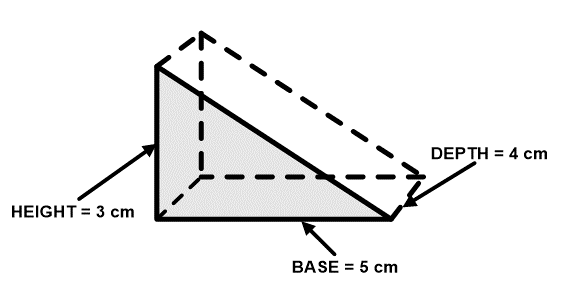 DEPTH = 4 cm
HEIGHT = 3 cm
BASE = 5 cm